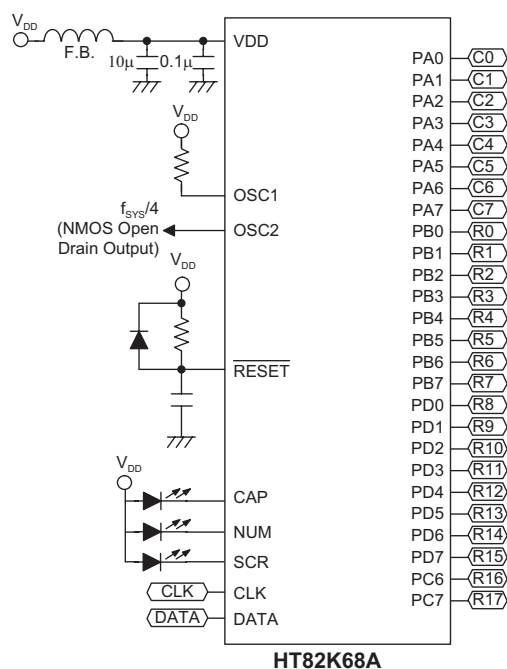 VDD
F.B.
10µ
0.1µ
VDD
VDD
OSC1
fSYS/4
(NMOS Open
Drain Output)
OSC2
VDD
RESET
VDD
CAP
NUM
SCR
CLK
CLK
DATA
DATA
PA0 C0
PA1 C1
PA2 C2
PA3 C3
PA4 C4
PA5 C5
PA6 C6
PA7 C7
PB0 R0
PB1 R1
PB2 R2
PB3 R3
PB4 R4
PB5 R5
PB6 R6
PB7 R7
PD0 R8
PD1 R9
PD2 R10
PD3 R11
PD4 R12
PD5 R13
PD6 R14
PD7 R15
PC6 R16
PC7 R17
HT82K68A